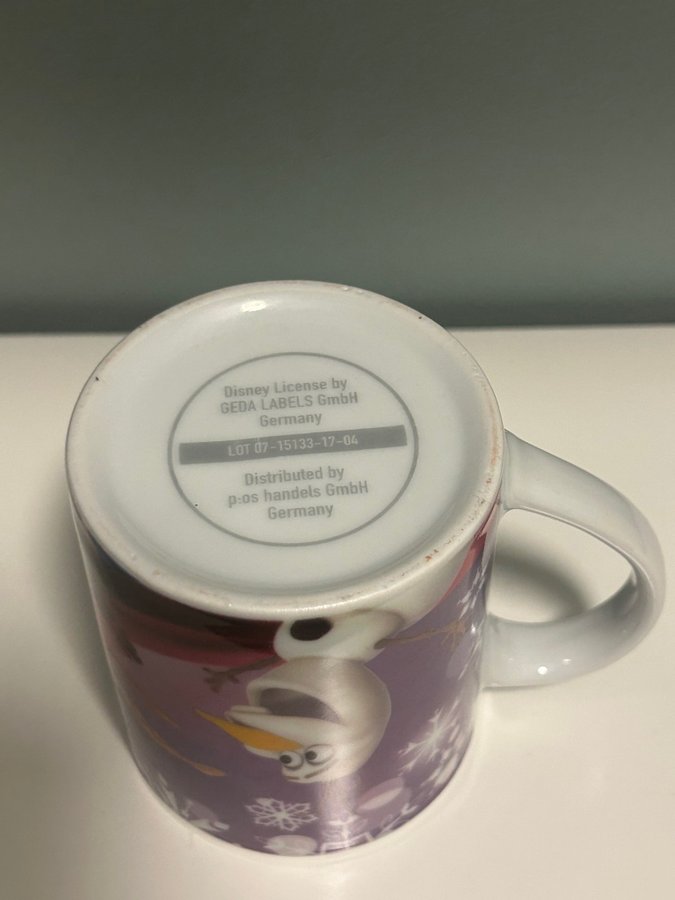 Disney License by
GEDA LABELS GmbH
Germany
LOT 07-15133-17-04
Distributed by
p:os handels GmbH
Germany